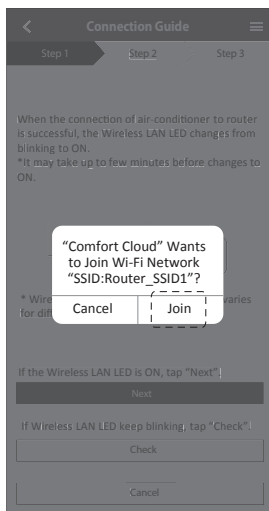 Connection Guide
Step 1
Step 2
Step 3
When the connection of air-conditioner to router
is successful, the Wireless LAN LED changes from
blinking to ON.
*It may take up to few minutes before changes to
ON.
“Comfort Cloud” Wants
to Join Wi-Fi Network
“SSID:Router_SSID1”?
Cancel
Join
* Wire
varies
for diff
If the Wireless LAN LED is ON, tap “Next”.
Next
If Wireless LAN LED keep blinking, tap “Check”.
Check
Cancel